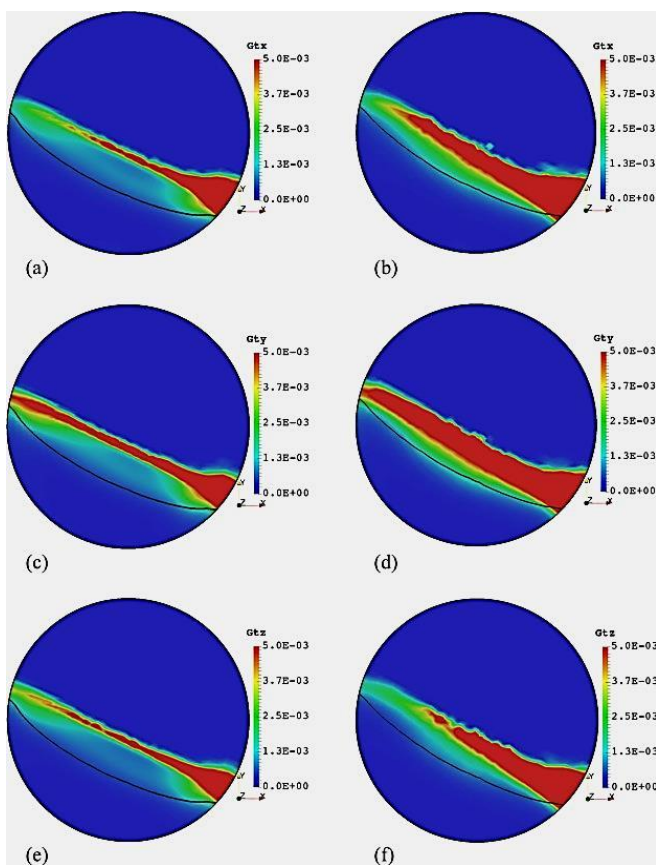 Gtx
5.0E-03
3.7E-03
2.5E-03
1.3E-03
0.0E+00
Y
Z X
(a)
Gtx
5.0E-03
3.7E-03
2.5E-03
1.3E-03
0.0E+00
Y
Z X
(b)
Gty
5.0E-03
3.7E-03
2.5E-03
1.3E-03
0.0E+00
Y
Z X
(c)
Gty
5.0E-03
3.7E-03
2.5E-03
1.3E-03
0.0E+00
Y
Z X
(d)
Gtz
5.0E-03
3.7E-03
2.5E-03
1.3E-03
0.0E+00
Y
Z X
(e)
Gtz
5.0E-03
3.7E-03
2.5E-03
1.3E-03
0.0E+00
Y
Z X
(f)